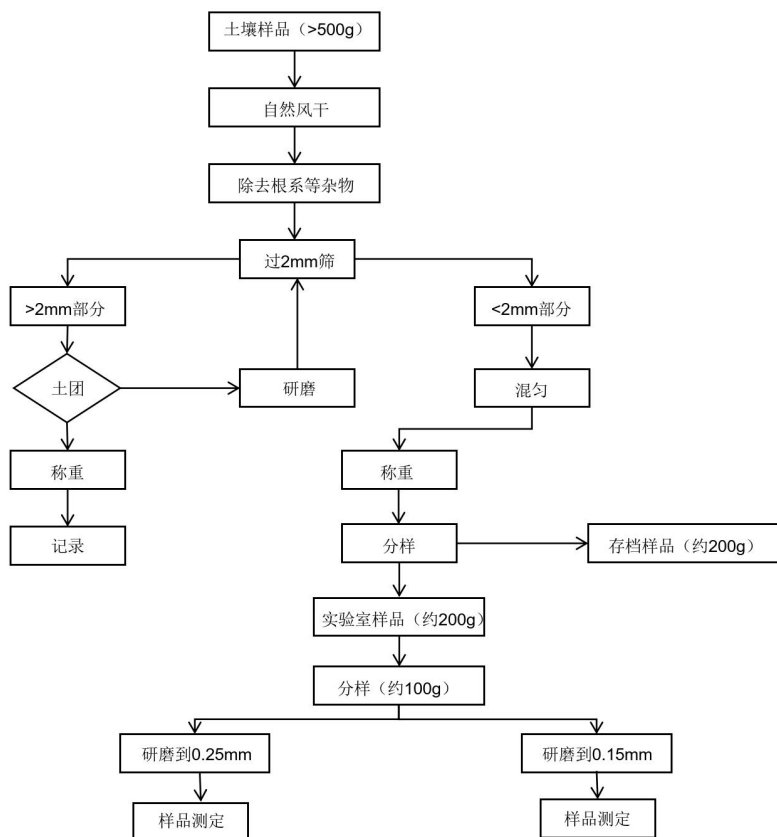 土壤样品（>500g）
自然风干
除去根系等杂物
过2mm筛
>2mm部分
<2mm部分
土团
研磨
混匀
称重
称重
记录
分样
存档样品（约200g）
实验室样品（约200g）
分样（约100g）
研磨到0.25mm
研磨到0.15mm
样品测定
样品测定